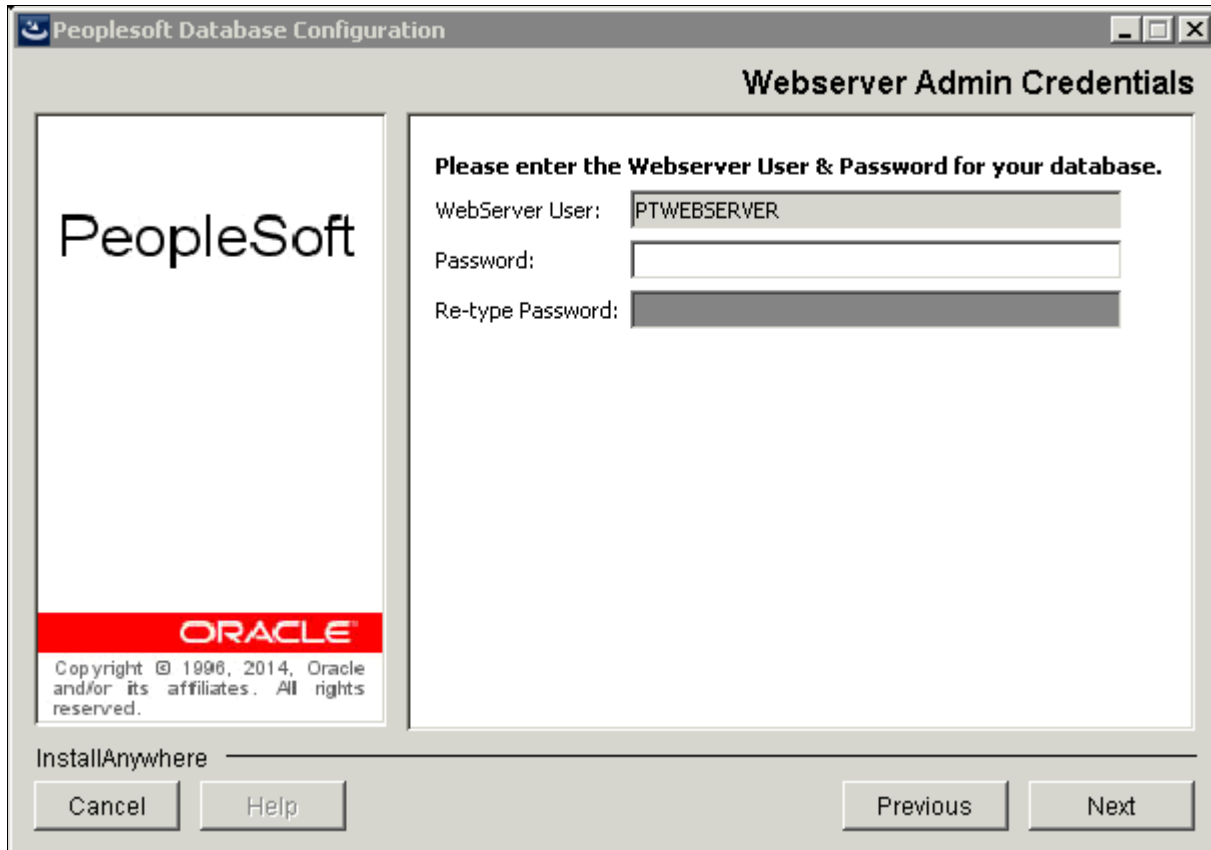 Peoplesoft Database Configuration
Webserver Admin Credentials
PeopleSoft
ORACLE
Copyright © 1996, 2014, Oracle
and/or its affiliates. All rights
reserved.
Please enter the Webserver User & Password for your database.
WebServer User: PTWEBSERVER
Password:
Re-type Password:
InstallAnywhere
Cancel Help Previous Next